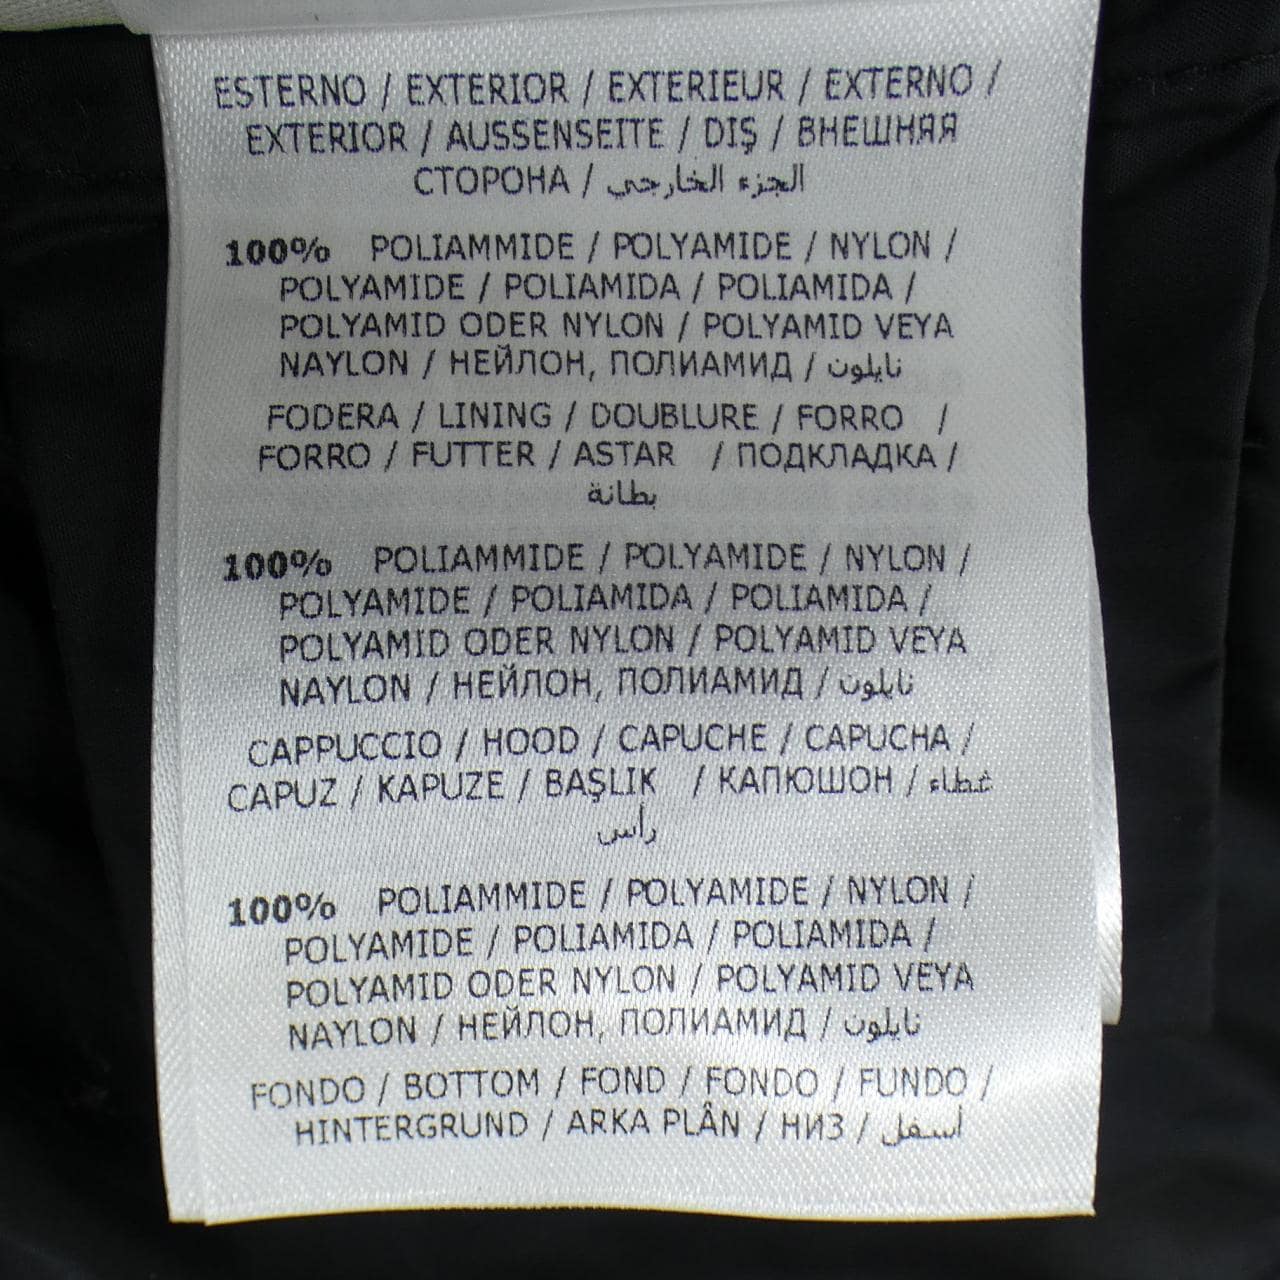 ESTERNO / EXTERIOR / EXTERIEUR / EXTERNO /
EXTERIOR / AUSSENSEITE / DIŞ / ВНЕШНЯЯ
СТОРОНА / الجزء الخارجي
100% POLIAMMIDE / POLYAMIDE / NYLON /
POLYAMIDE / POLIAMIDA / POLIAMIDA /
POLYAMID ODER NYLON / POLYAMID VEYA
NAYLON / НЕЙЛОН, ПОЛИАМИД / نايلون
FODERA / LINING / DOUBLURE / FORRO /
FORRO / FUTTER / ASTAR / ПОДКЛАДКА /
بطانة
100% POLIAMMIDE / POLYAMIDE / NYLON /
POLYAMIDE / POLIAMIDA / POLIAMIDA /
POLYAMID ODER NYLON / POLYAMID VEYA
NAYLON / НЕЙЛОН, ПОЛИАМИД / نايلون
CAPPUCCIO / HOOD / CAPUCHE / CAPUCHA /
CAPUZ / KAPUZE / BAŞLIK / КАПЮШОН / غطاء
رأس
100% POLIAMMIDE / POLYAMIDE / NYLON /
POLYAMIDE / POLIAMIDA / POLIAMIDA /
POLYAMID ODER NYLON / POLYAMID VEYA
NAYLON / НЕЙЛОН, ПОЛИАМИД / نايلون
FONDO / BOTTOM / FOND / FONDO / FUNDO /
HINTERGRUND / ARKA PLÂN / НИЗ / أسفل